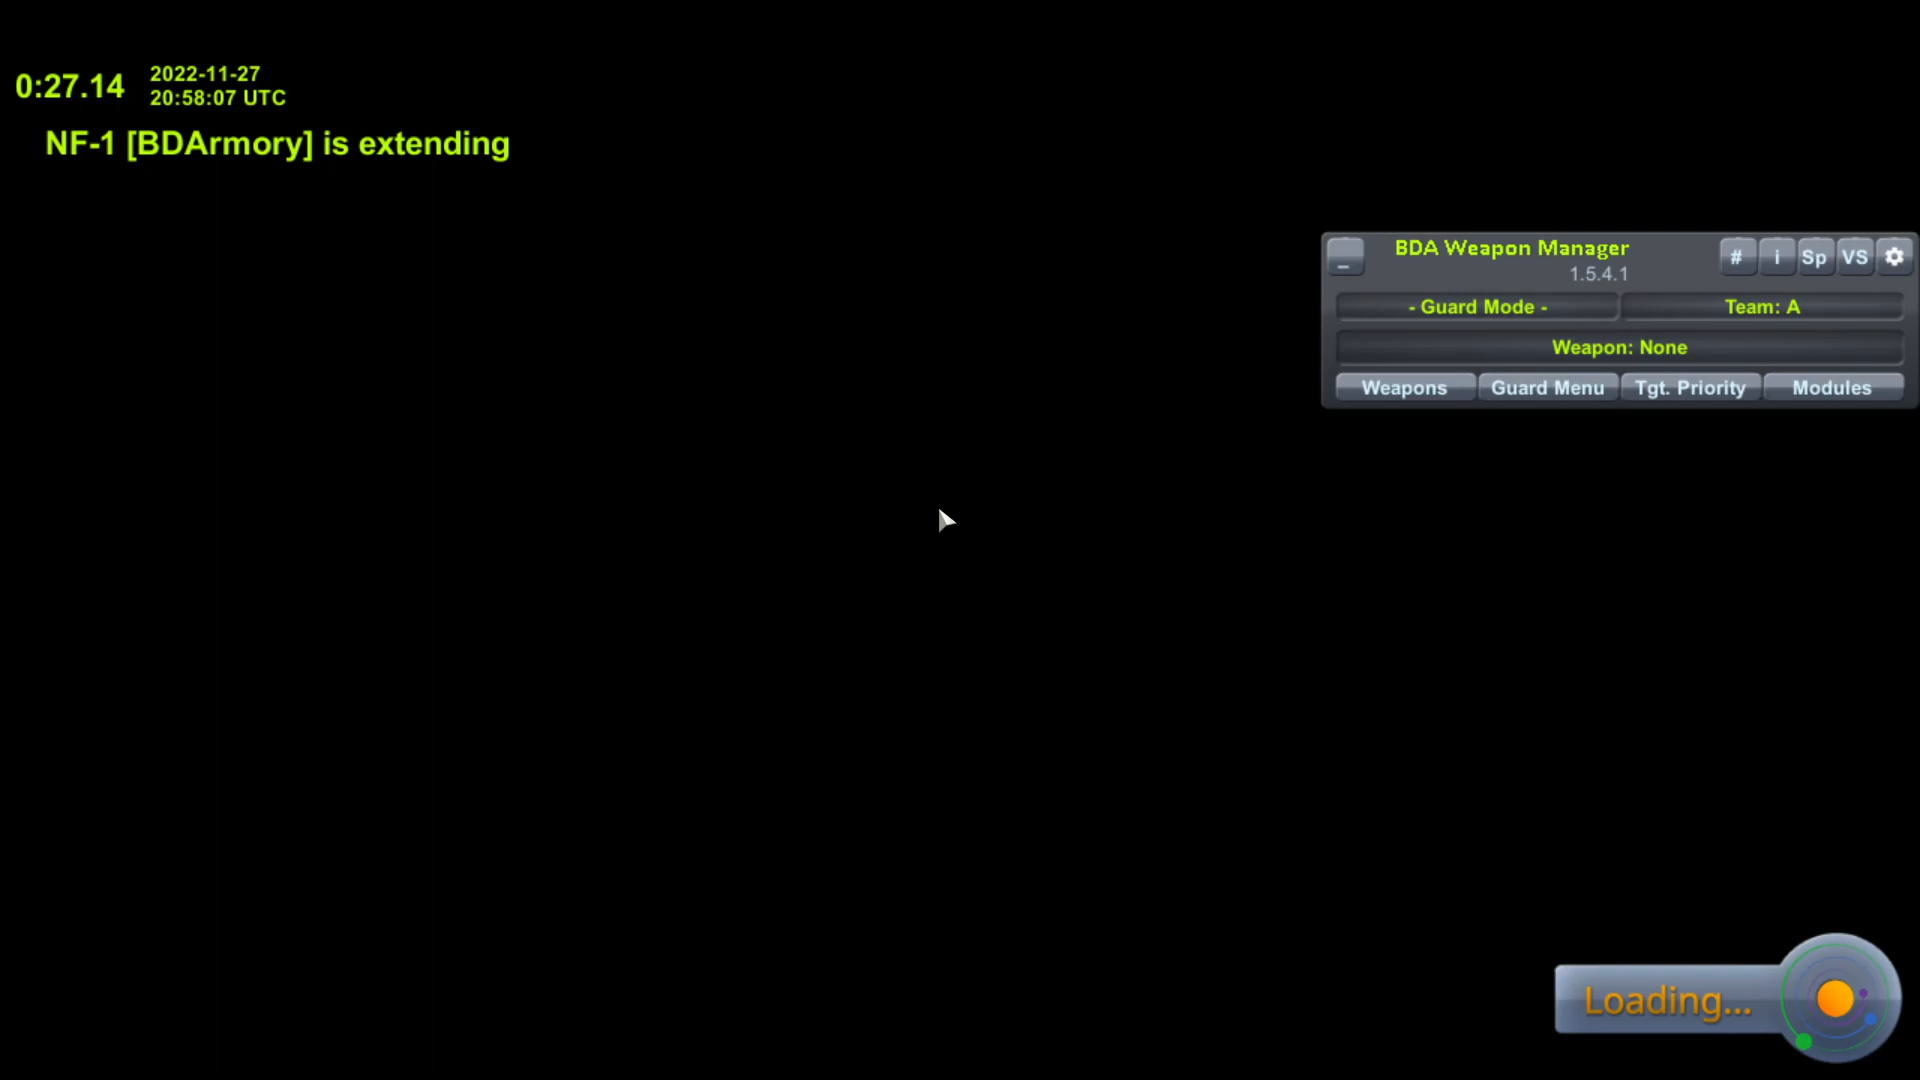 0:27.14
2022-11-27
20:58:07 UTC
NF-1 [BDArmory] is extending
_
BDA Weapon Manager
# i Sp VS
1.5.4.1
- Guard Mode - Team: A
Weapon: None
Weapons Guard Menu Tgt. Priority Modules
Loading...